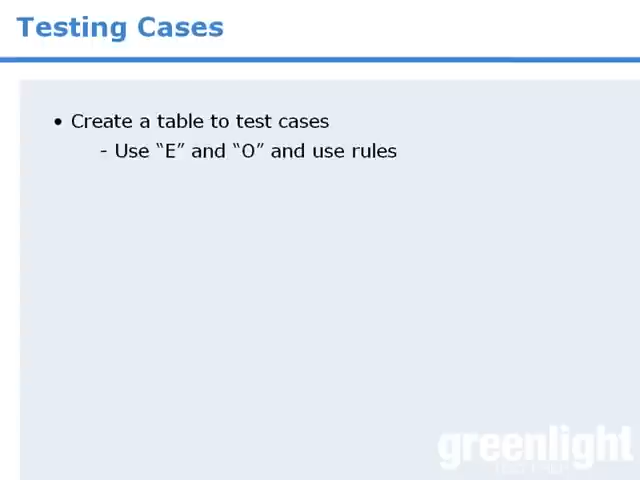 Testing Cases
• Create a table to test cases
- Use “E” and “O” and use rules
greenlight